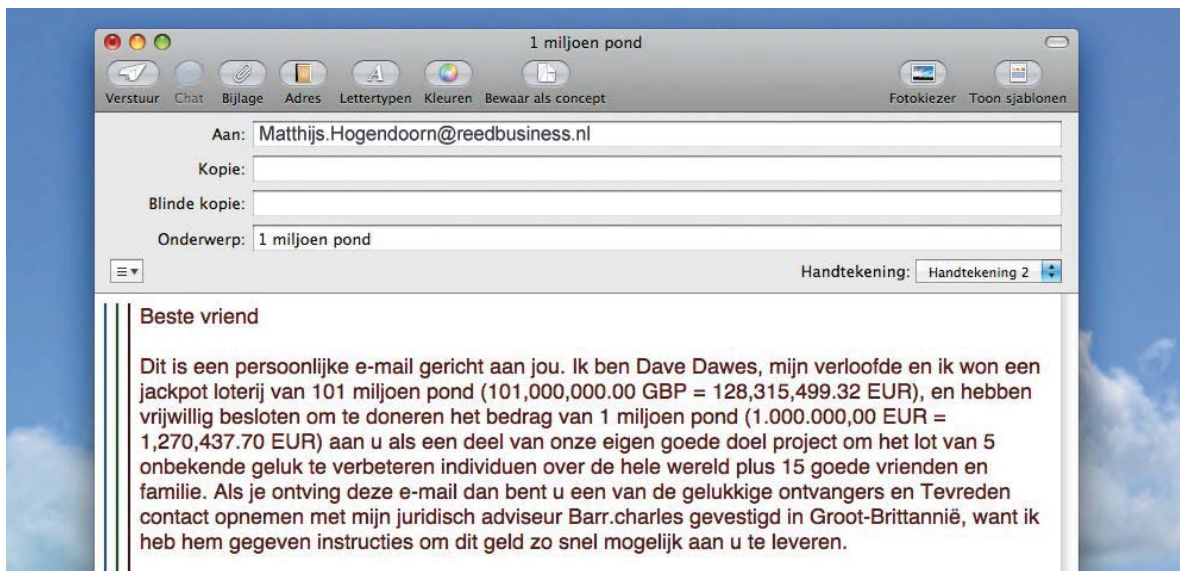 1 miljoen pond
Verstuur Chat Bijlage Adres Lettertypen Kleuren Bewaar als concept Fotokiezer Toon sjablonen
Aan: Matthijs.Hogendoorn@reedbusiness.nl
Kopie:
Blinde kopie:
Onderwerp: 1 miljoen pond
Handtekening: Handtekening 2
Beste vriend
Dit is een persoonlijke e-mail gericht aan jou. Ik ben Dave Dawes, mijn verloofde en ik won een
jackpot loterij van 101 miljoen pond (101,000,000.00 GBP = 128,315,499.32 EUR), en hebben
vrijwillig besloten om te doneren het bedrag van 1 miljoen pond (1.000.000,00 EUR =
1,270,437.70 EUR) aan u als een deel van onze eigen goede doel project om het lot van 5
onbekende geluk te verbeteren individuen over de hele wereld plus 15 goede vrienden en
familie. Als je ontving deze e-mail dan bent u een van de gelukkige ontvangers en Tevreden
contact opnemen met mijn juridisch adviseur Barr.charles gevestigd in Groot-Brittannië, want ik
heb hem gegeven instructies om dit geld zo snel mogelijk aan u te leveren.